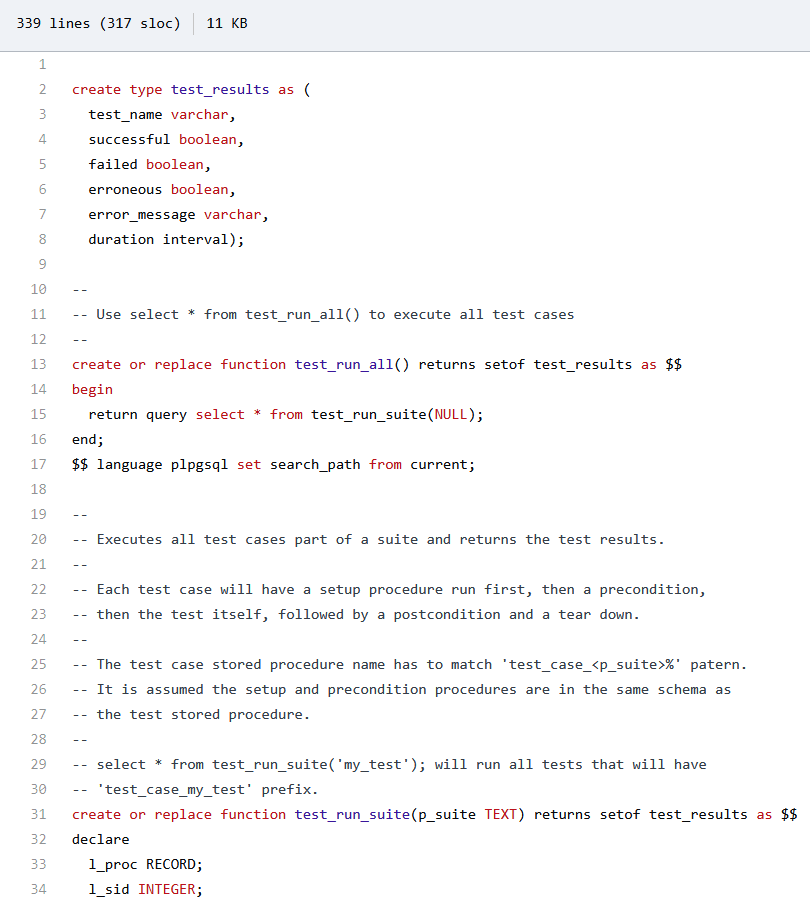 339 lines (317 sloc) 11 KB
1
2 create type test_results as (
3   test_name varchar,
4   successful boolean,
5   failed boolean,
6   erroneous boolean,
7   error_message varchar,
8   duration interval);
9
10 --
11 -- Use select * from test_run_all() to execute all test cases
12 --
13 create or replace function test_run_all() returns setof test_results as $$
14 begin
15   return query select * from test_run_suite(NULL);
16 end;
17 $$ language plpgsql set search_path from current;
18
19 --
20 -- Executes all test cases part of a suite and returns the test results.
21 --
22 -- Each test case will have a setup procedure run first, then a precondition,
23 -- then the test itself, followed by a postcondition and a tear down.
24 --
25 -- The test case stored procedure name has to match 'test_case_<p_suite>%' patern.
26 -- It is assumed the setup and precondition procedures are in the same schema as
27 -- the test stored procedure.
28 --
29 -- select * from test_run_suite('my_test'); will run all tests that will have
30 -- 'test_case_my_test' prefix.
31 create or replace function test_run_suite(p_suite TEXT) returns setof test_results as $$
32 declare
33   l_proc RECORD;
34   l_sid INTEGER;